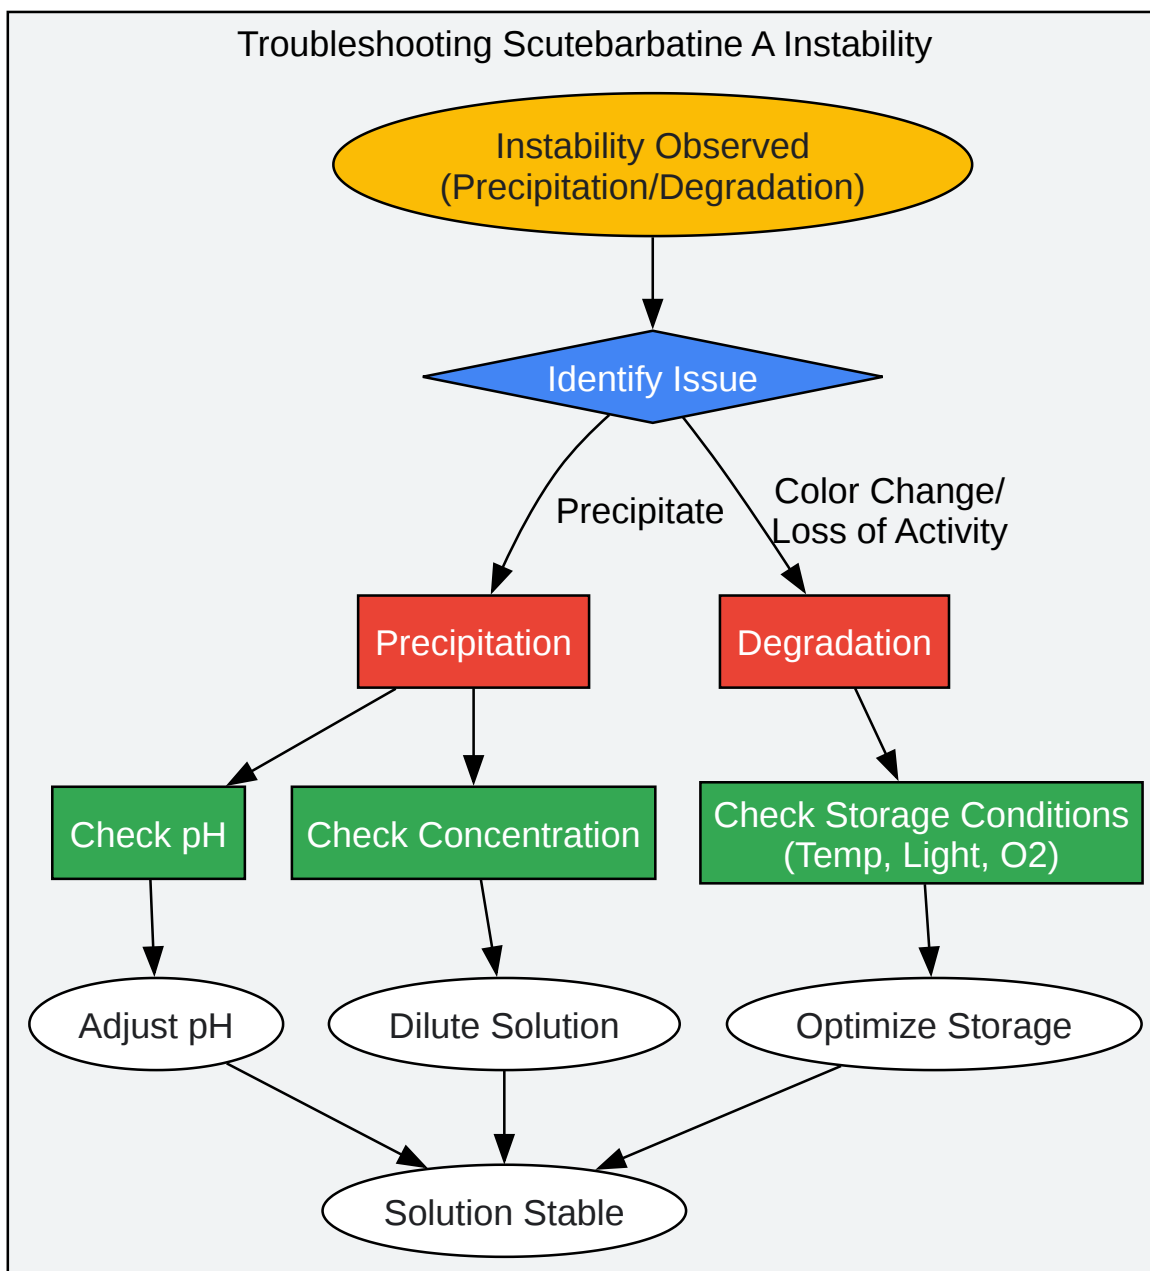 Troubleshooting Scutebarbatine A Instability
Instability Observed
(Precipitation/Degradation)
Identify Issue
Precipitate
Color Change/
Loss of Activity
Precipitation
Degradation
Check pH
Check Concentration
Check Storage Conditions
(Temp, Light, O2)
Adjust pH
Dilute Solution
Optimize Storage
Solution Stable